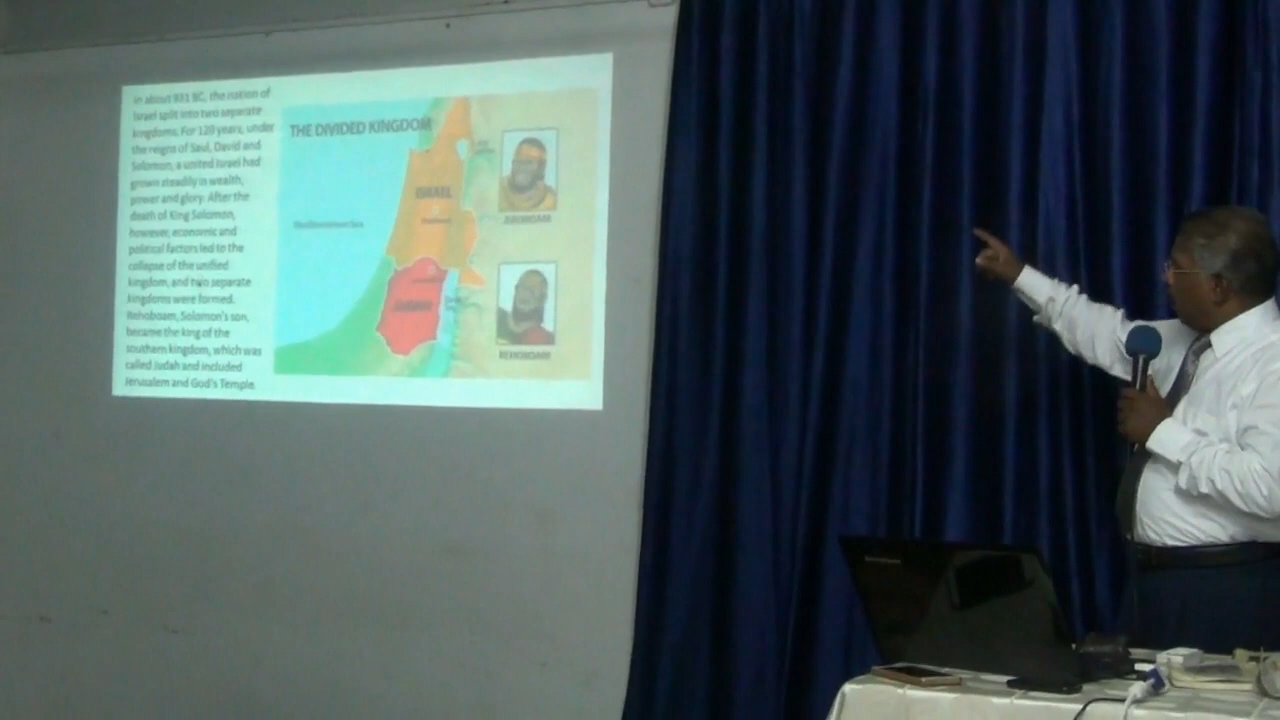 In about 931 BC, the nation of
Israel split into two separate
kingdoms. For 120 years, under
the reigns of Saul, David and
Solomon, a united Israel had
grown steadily in wealth,
power and glory. After the
death of King Solomon,
however, economic and
political factors led to the
collapse of the unified
kingdom, and two separate
kingdoms were formed.
Rehoboam, Solomon's son,
became the king of the
southern kingdom, which was
called Judah and included
Jerusalem and God's Temple.
THE DIVIDED KINGDOM
ISRAEL
Mediterranean Sea
JEROBOAM
JUDAH
REHOBOAM